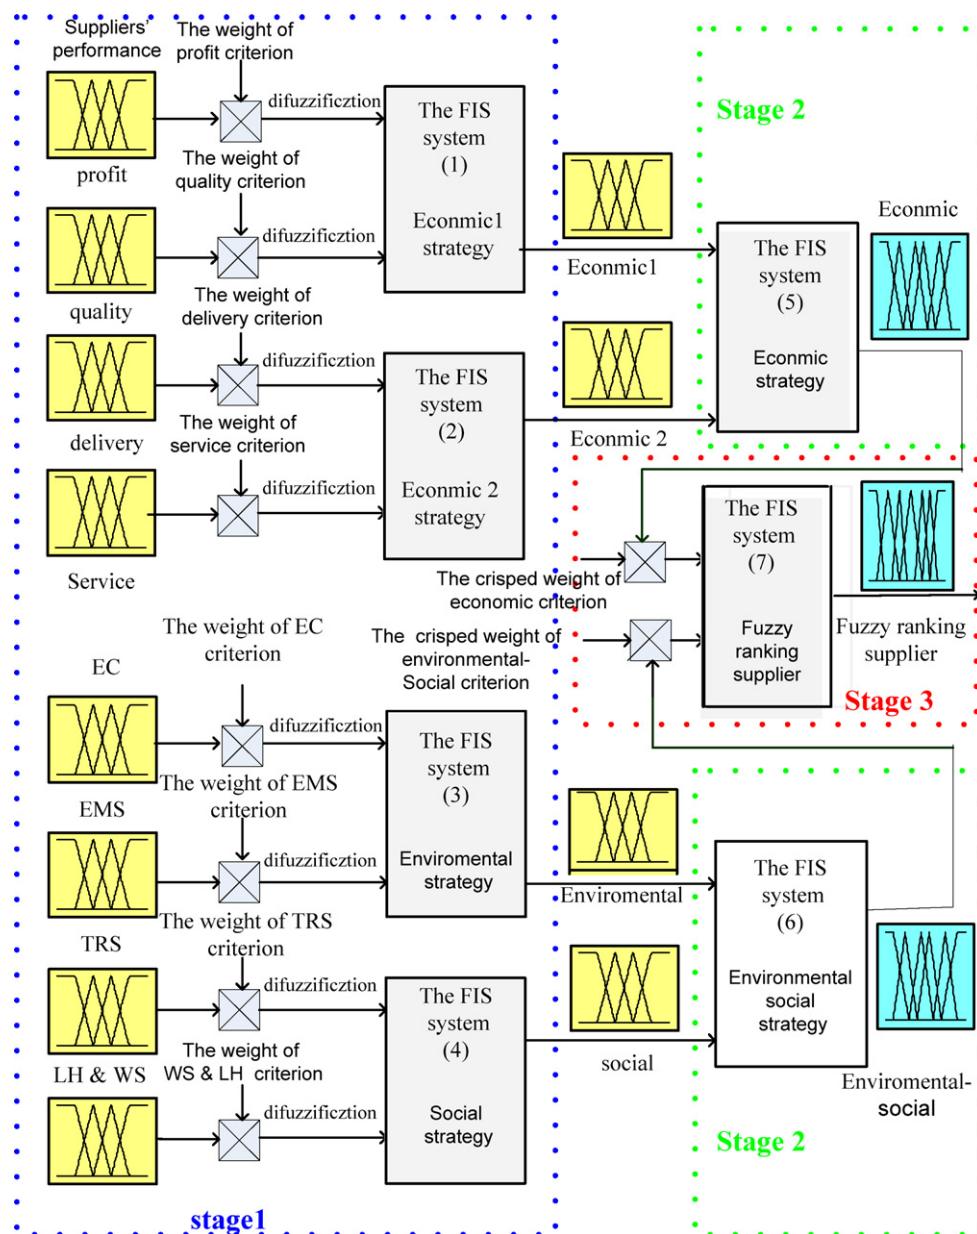 Suppliers'
performance
The weight of
profit criterion
difuzzificztion
profit
The weight of
quality criterion
difuzzificztion
quality
The FIS
system
(1)
Econmic1
strategy
The weight of
delivery criterion
difuzzificztion
delivery
The weight of
service criterion
difuzzificztion
Service
The FIS
system
(2)
Econmic 2
strategy
EC
The weight of EC
criterion
difuzzificztion
EMS
The weight of EMS
criterion
difuzzificztion
The FIS
system
(3)
Enviromental
strategy
TRS
The weight of TRS
criterion
difuzzificztion
LH & WS
The weight of
WS & LH criterion
difuzzificztion
The FIS
system
(4)
Social
strategy
stage1
Stage 2
Econmic1
Econmic 2
The FIS
system
(5)
Econmic
strategy
Econmic
The crisped weight of
economic criterion
The crisped weight of
environmental-
Social criterion
The FIS
system
(7)
Fuzzy
ranking
supplier
Fuzzy ranking
supplier
Stage 3
Enviromental
social
The FIS
system
(6)
Environmental
social
strategy
Enviromental-
social
Stage 2